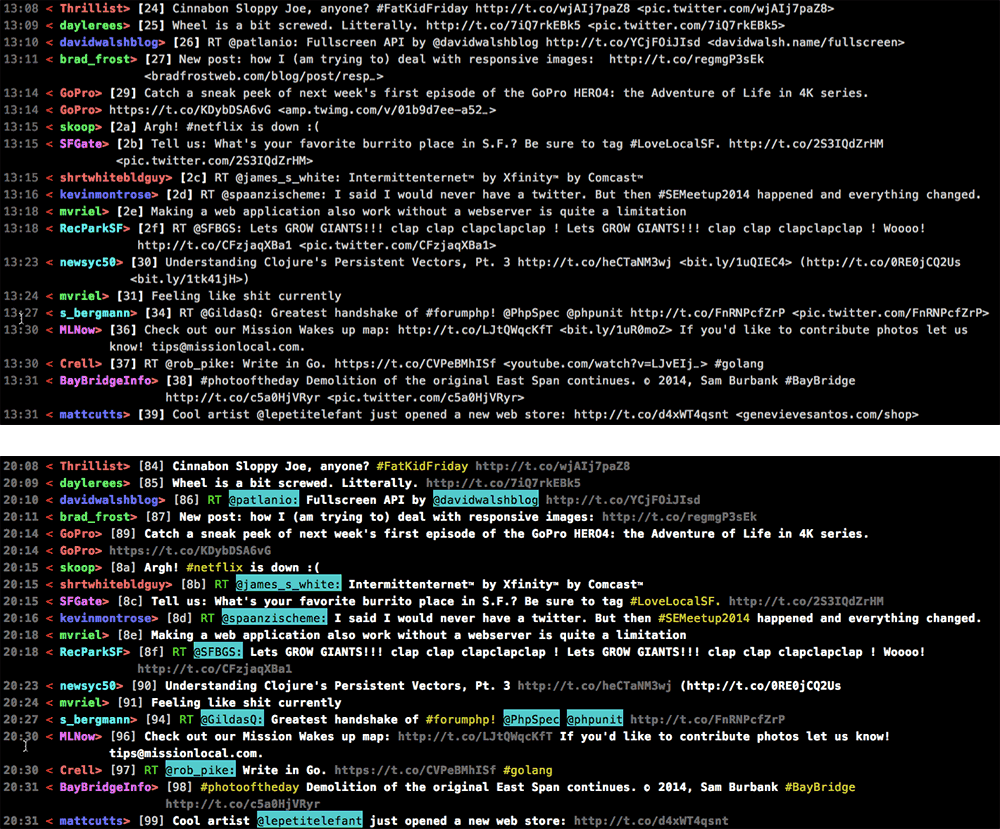 13:08 < Thrillist> [24] Cinnabon Sloppy Joe, anyone? #FatKidFriday http://t.co/wjAIj7paZ8 <pic.twitter.com/wjAIj7paZ8>
13:09 < daylerees> [25] Wheel is a bit screwed. Litterally. http://t.co/7iQ7rkEBk5 <pic.twitter.com/7iQ7rkEBk5>
13:10 < davidwalshblog> [26] RT @patlanio: Fullscreen API by @davidwalshblog http://t.co/YCjFOiJIsd <davidwalsh.name/fullscreen>
13:11 < brad_frost> [27] New post: how I (am trying to) deal with responsive images:  http://t.co/regmgP3sEk
<bradfrostweb.com/blog/post/resp…>
13:14 < GoPro> [29] Catch a sneak peek of next week's first episode of the GoPro HERO4: the Adventure of Life in 4K series.
13:14 < GoPro> https://t.co/KDybDSA6vG <amp.twimg.com/v/01b9d7ee-a52…>
13:15 < skoop> [2a] Argh! #netflix is down :(
13:15 < SFGate> [2b] Tell us: What's your favorite burrito place in S.F.? Be sure to tag #LoveLocalSF. http://t.co/2S3IQdZrHM
<pic.twitter.com/2S3IQdZrHM>
13:15 < shrtwhitebldguy> [2c] RT @james_s_white: Intermittenternet™ by Xfinity™ by Comcast™
13:16 < kevinmontrose> [2d] RT @spaanzischeme: I said I would never have a twitter. But then #SEMeetup2014 happened and everything changed.
13:18 < mvriel> [2e] Making a web application also work without a webserver is quite a limitation
13:18 < RecParkSF> [2f] RT @SFBGS: Lets GROW GIANTS!!! clap clap clapclapclap ! Lets GROW GIANTS!!! clap clap clapclapclap ! Woooo!
http://t.co/CFzjaqXBa1 <pic.twitter.com/CFzjaqXBa1>
13:23 < newsyc50> [30] Understanding Clojure's Persistent Vectors, Pt. 3 http://t.co/heCTaNM3wj <bit.ly/1uQIEC4> (http://t.co/0RE0jCQ2Us
<bit.ly/1tk41jH>)
13:24 < mvriel> [31] Feeling like shit currently
13:27 < s_bergmann> [34] RT @GildasQ: Greatest handshake of #forumphp! @PhpSpec @phpunit http://t.co/FnRNPcfZrP <pic.twitter.com/FnRNPcfZrP>
13:30 < MLNow> [36] Check out our Mission Wakes up map: http://t.co/LJtQWqcKfT <bit.ly/1uR0moZ> If you'd like to contribute photos let us
know! tips@missionlocal.com.
13:30 < Crell> [37] RT @rob_pike: Write in Go. https://t.co/CVPeBMhISf <youtube.com/watch?v=LJvEIj…> #golang
13:31 < BayBridgeInfo> [38] #photooftheday Demolition of the original East Span continues. © 2014, Sam Burbank #BayBridge
http://t.co/c5a0HjVRyr <pic.twitter.com/c5a0HjVRyr>
13:31 < mattcutts> [39] Cool artist @lepetitelefant just opened a new web store: http://t.co/d4xWT4qsnt <genevievesantos.com/shop>
20:08 < Thrillist> [84] Cinnabon Sloppy Joe, anyone? #FatKidFriday http://t.co/wjAIj7paZ8
20:09 < daylerees> [85] Wheel is a bit screwed. Litterally. http://t.co/7iQ7rkEBk5
20:10 < davidwalshblog> [86] RT @patlanio: Fullscreen API by @davidwalshblog http://t.co/YCjFOiJIsd
20:11 < brad_frost> [87] New post: how I (am trying to) deal with responsive images: http://t.co/regmgP3sEk
20:14 < GoPro> [89] Catch a sneak peek of next week's first episode of the GoPro HERO4: the Adventure of Life in 4K series.
20:14 < GoPro> https://t.co/KDybDSA6vG
20:15 < skoop> [8a] Argh! #netflix is down :(
20:15 < shrtwhitebldguy> [8b] RT @james_s_white: Intermittenternet™ by Xfinity™ by Comcast™
20:15 < SFGate> [8c] Tell us: What's your favorite burrito place in S.F.? Be sure to tag #LoveLocalSF. http://t.co/2S3IQdZrHM
20:16 < kevinmontrose> [8d] RT @spaanzischeme: I said I would never have a twitter. But then #SEMeetup2014 happened and everything changed.
20:18 < mvriel> [8e] Making a web application also work without a webserver is quite a limitation
20:18 < RecParkSF> [8f] RT @SFBGS: Lets GROW GIANTS!!! clap clap clapclapclap ! Lets GROW GIANTS!!! clap clap clapclapclap ! Woooo!
http://t.co/CFzjaqXBa1
20:23 < newsyc50> [90] Understanding Clojure's Persistent Vectors, Pt. 3 http://t.co/heCTaNM3wj (http://t.co/0RE0jCQ2Us
20:24 < mvriel> [91] Feeling like shit currently
20:27 < s_bergmann> [94] RT @GildasQ: Greatest handshake of #forumphp! @PhpSpec @phpunit http://t.co/FnRNPcfZrP
20:30 < MLNow> [96] Check out our Mission Wakes up map: http://t.co/LJtQWqcKfT If you'd like to contribute photos let us know!
tips@missionlocal.com.
20:30 < Crell> [97] RT @rob_pike: Write in Go. https://t.co/CVPeBMhISf #golang
20:31 < BayBridgeInfo> [98] #photooftheday Demolition of the original East Span continues. © 2014, Sam Burbank #BayBridge
http://t.co/c5a0HjVRyr
20:31 < mattcutts> [99] Cool artist @lepetitelefant just opened a new web store: http://t.co/d4xWT4qsnt